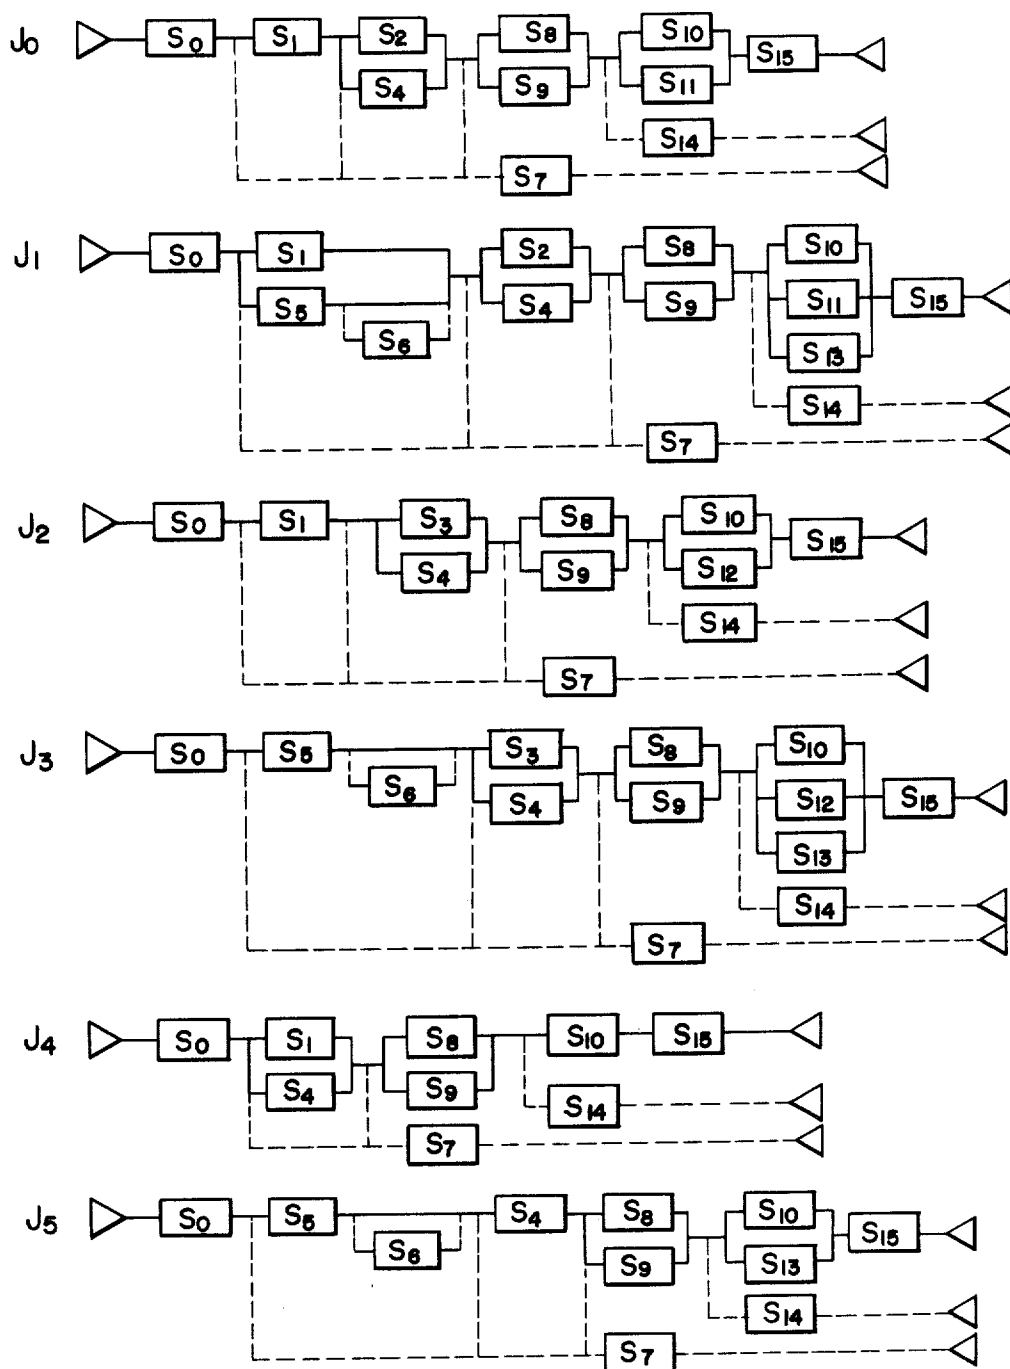 J0 S0 S1 S2 S8 S10 S15
S4 S9 S11
S14
S7
J1 S0 S1 S2 S8 S10
S5 S4 S9 S11 S15
S6 S13
S14
S7
J2 S0 S1 S3 S8 S10 S15
S4 S9 S12
S14
S7
J3 S0 S5 S3 S8 S10
S6 S4 S9 S12 S15
S13
S14
S7
J4 S0 S1 S8 S10 S15
S4 S9 S14
S7
J5 S0 S5 S4 S8 S10 S15
S6 S9 S13
S14
S7